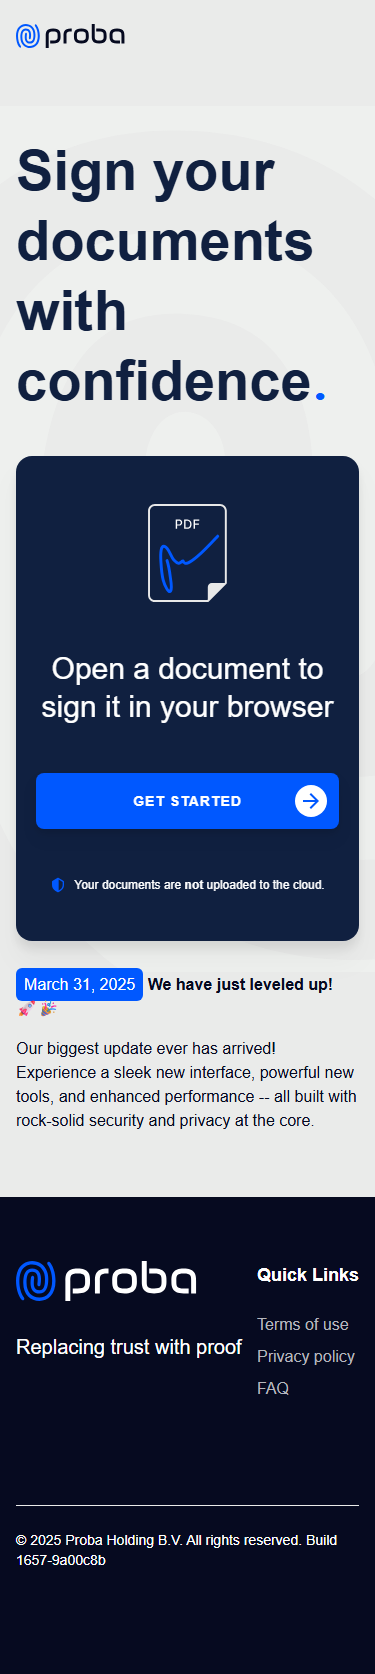 proba
Sign your
documents
with
confidence.
PDF
Open a document to
sign it in your browser
GET STARTED
Your documents are not uploaded to the cloud.
March 31, 2025 We have just leveled up!
🚀 🎉
Our biggest update ever has arrived!
Experience a sleek new interface, powerful new
tools, and enhanced performance -- all built with
rock-solid security and privacy at the core.
proba
Replacing trust with proof
Quick Links
Terms of use
Privacy policy
FAQ
© 2025 Proba Holding B.V. All rights reserved. Build
1657-9a00c8b